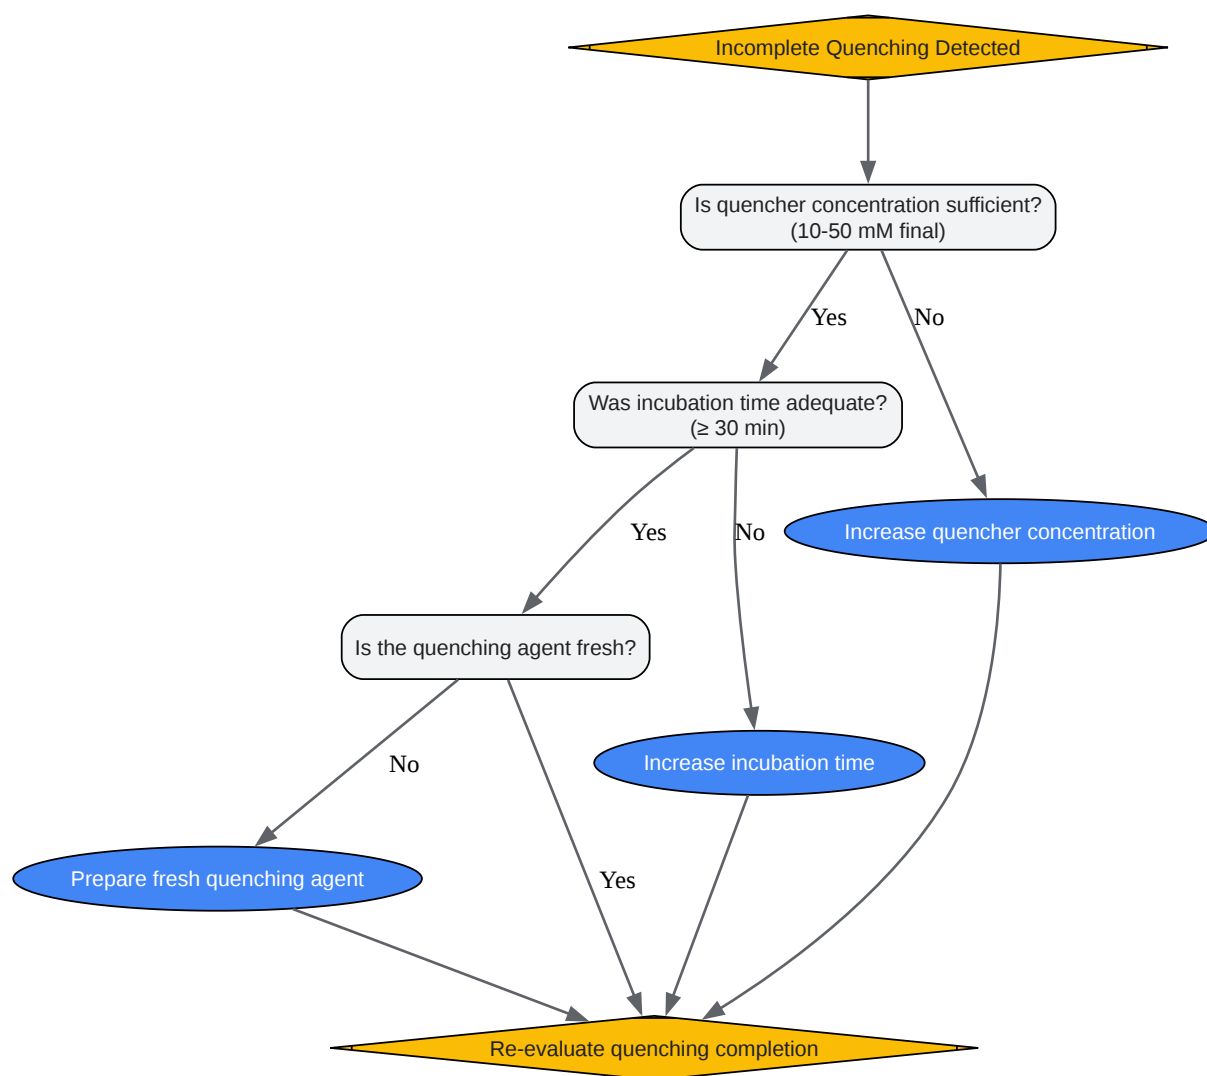 Incomplete Quenching Detected
Is quencher concentration sufficient?
(10-50 mM final)
Yes
No
Was incubation time adequate?
(≥ 30 min)
Yes
No
Increase quencher concentration
Is the quenching agent fresh?
No
Increase incubation time
Yes
Prepare fresh quenching agent
Re-evaluate quenching completion